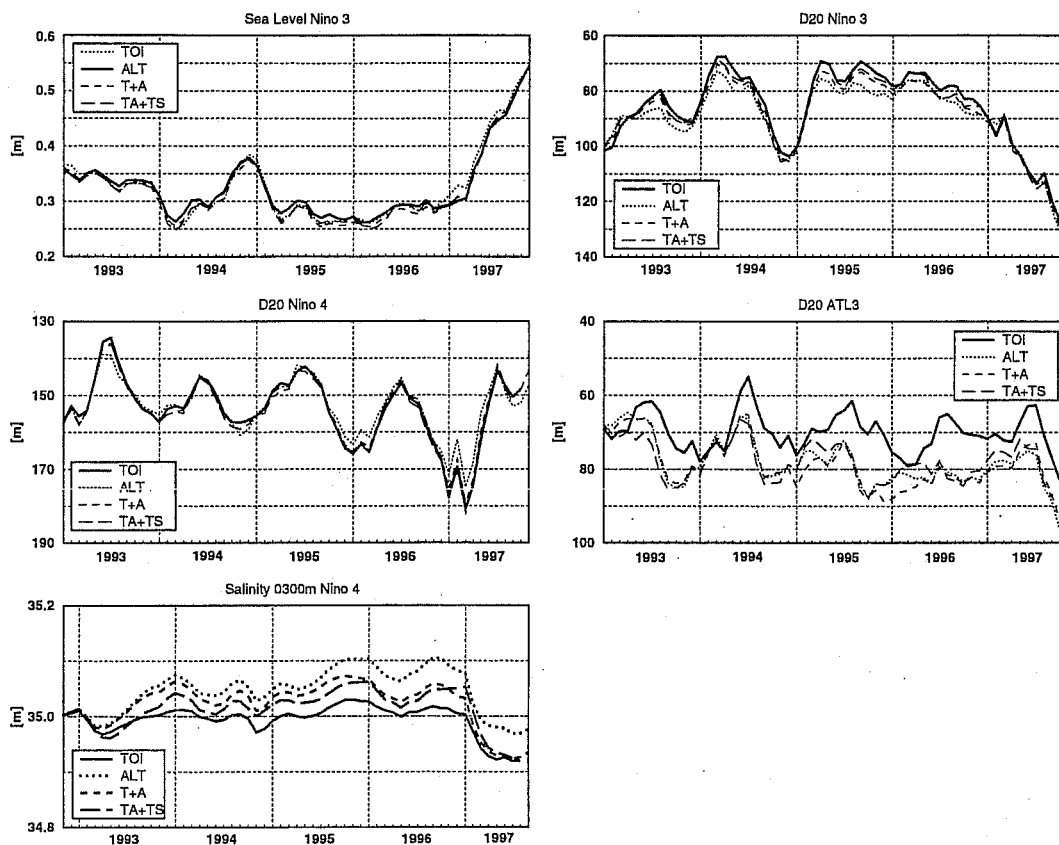 Sea Level Nino 3
0.6
0.5
0.4
0.3
0.2
[m]
TOI
ALT
T+A
TA+TS
1993 1994 1995 1996 1997
D20 Nino 3
60
80
100
120
140
[m]
TOI
ALT
T+A
TA+TS
1993 1994 1995 1996 1997
D20 Nino 4
130
150
170
190
[m]
TOI
ALT
T+A
TA+TS
1993 1994 1995 1996 1997
D20 ATL3
40
60
80
100
[m]
TOI
ALT
T+A
TA+TS
1993 1994 1995 1996 1997
Salinity 0300m Nino 4
35.2
35.0
34.8
[m]
TOI
ALT
T+A
TA+TS
1993 1994 1995 1996 1997